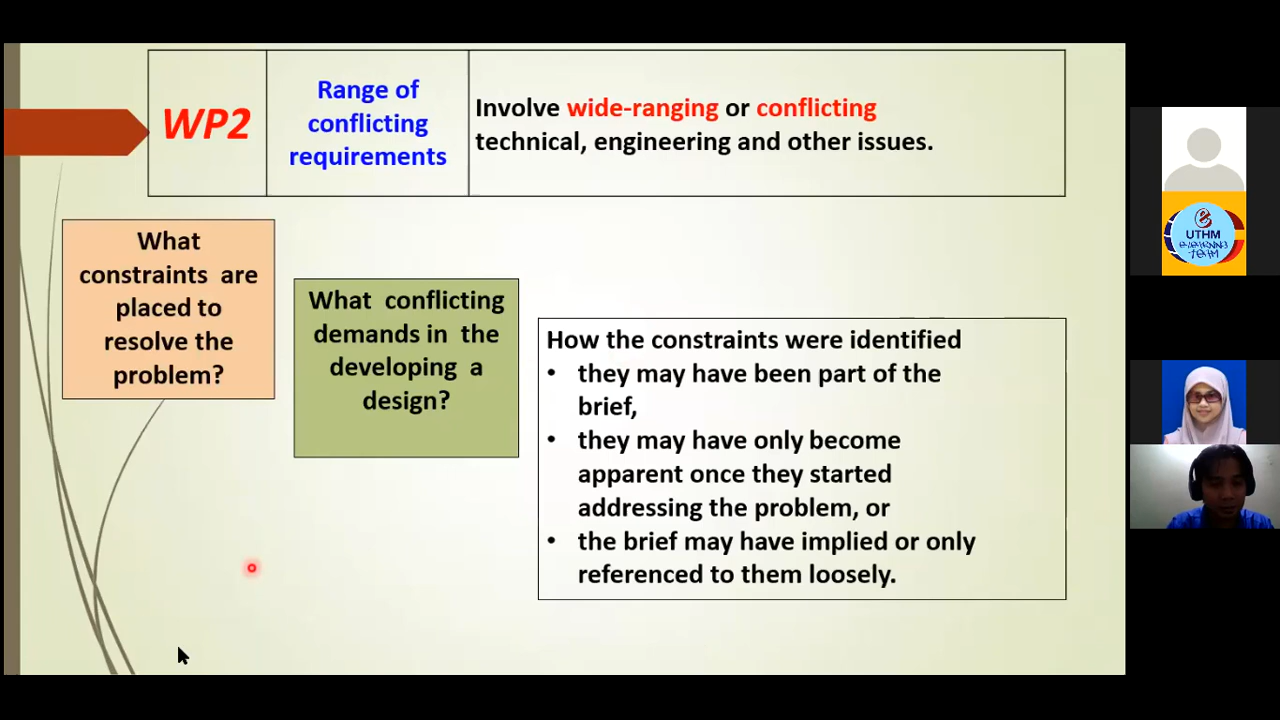 WP2
Range of
conflicting
requirements
Involve wide-ranging or conflicting
technical, engineering and other issues.
What
constraints are
placed to
resolve the
problem?
What conflicting
demands in the
developing a
design?
How the constraints were identified
• they may have been part of the
brief,
• they may have only become
apparent once they started
addressing the problem, or
• the brief may have implied or only
referenced to them loosely.
e
UTHM
e-learning
team